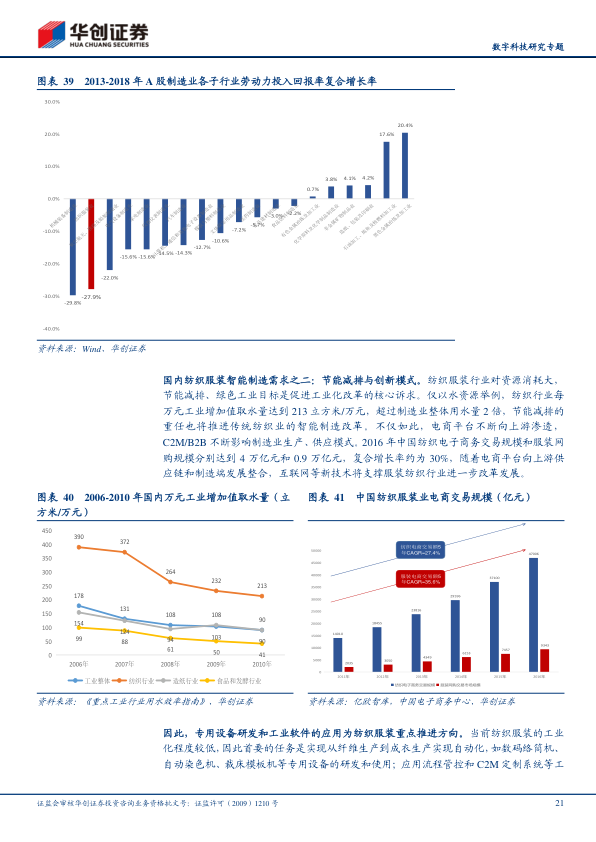 华创证券
HUA CHUANG SECURITIES
数字科技研究专题
图表 39 2013-2018 年 A 股制造业各子行业劳动力投入回报率复合增长率
30.0%
20.0%
10.0%
0.0%
-10.0%
-20.0%
-30.0%
-40.0%
-29.8%
-27.9%
-22.0%
-15.6%
-15.6%
-14.5%
-14.3%
-12.7%
-10.6%
-7.2%
-5.7%
-3.0%
-2.2%
0.7%
3.8%
4.1%
4.2%
17.6%
20.4%
资料来源：Wind、华创证券
国内纺织服装智能制造需求之二：节能减排与创新模式。纺织服装行业对资源消耗大，
节能减排、绿色工业目标是促进工业化改革的核心诉求。仅以水资源举例，纺织行业每
万元工业增加值取水量达到 213 立方米/万元，超过制造业整体用水量 2 倍，节能减排的
重任也将推进传统纺织业的智能制造改革。不仅如此，电商平台不断向上游渗透，
C2M/B2B 不断影响制造业生产、供应模式。2016 年中国纺织电子商务交易规模和服装网
购规模分别达到 4 万亿元和 0.9 万亿元，复合增长率约为 30%，随着电商平台向上游供
应链和制造端发展整合，互联网等新技术将支撑服装纺织行业进一步改革发展。
图表 40 2006-2010 年国内万元工业增加值取水量（立
方米/万元）
450
400
350
300
250
200
150
100
50
0
390
372
264
232
213
178
131
108
108
90
154
124
94
103
90
99
88
61
50
41
2006年
2007年
2008年
2009年
2010年
工业整体
纺织行业
造纸行业
食品和发酵行业
资料来源：《重点工业行业用水效率指南》，华创证券
图表 41 中国纺织服装业电商交易规模（亿元）
纺织电商交易额5
年CAGR=27.4%
服装电商交易额5
年CAGR=35.6%
资料来源：亿欧智库，中国电子商务中心，华创证券
因此，专用设备研发和工业软件的应用为纺织服装重点推进方向。当前纺织服装的工业
化程度较低，因此首要的任务是实现从纤维生产到成衣生产实现自动化，如数码络筒机、
自动染色机、裁床模板机等专用设备的研发和使用；应用流程管控和 C2M 定制系统等工
证监会审核华创证券投资咨询业务资格批文号：证监许可（2009）1210 号
21